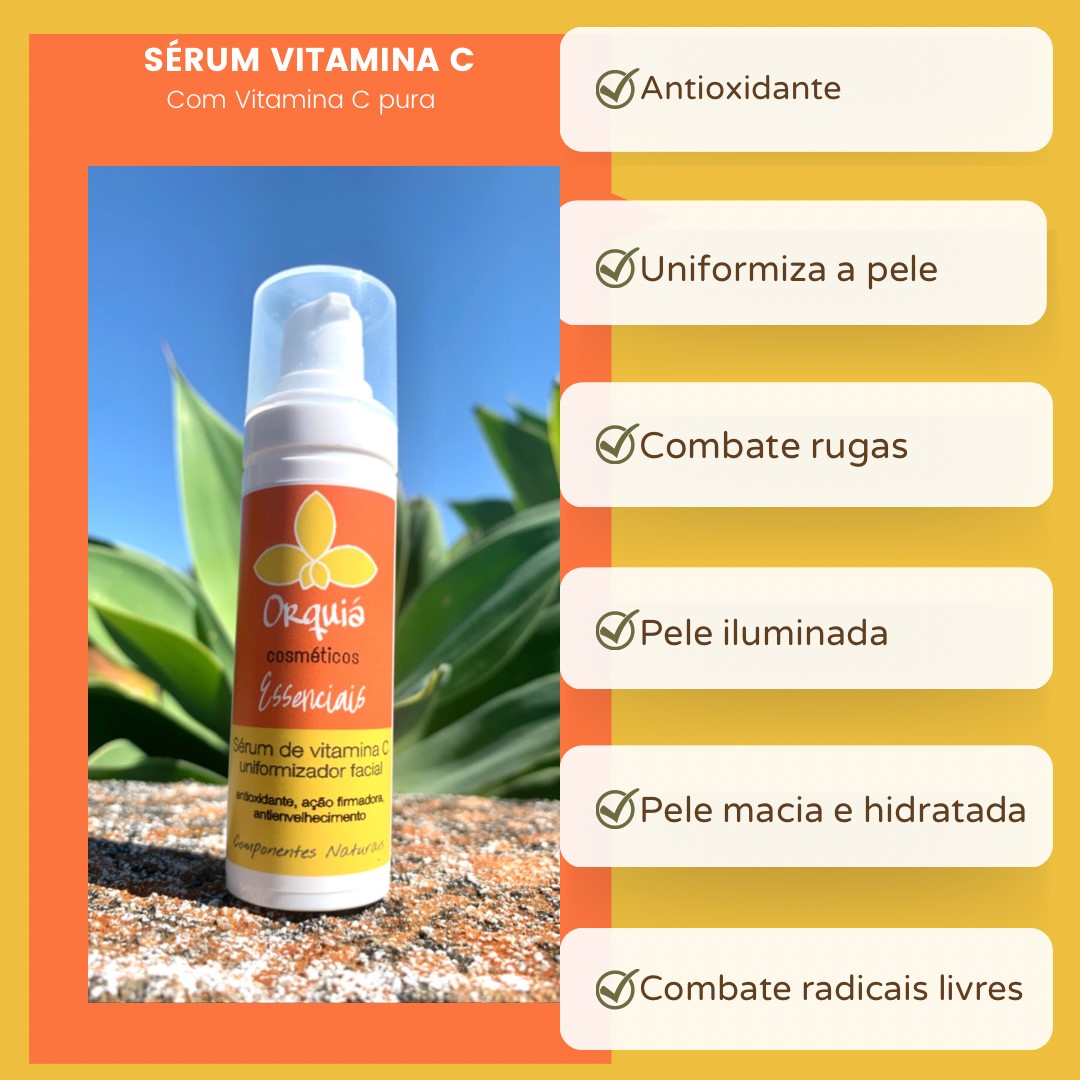 SÉRUM VITAMINA C
Com Vitamina C pura
Orquiá
cosméticos
Essenciais
Sérum de vitamina C
uniformizador facial
antioxidante, ação firmadora,
antienvelhecimento
Componentes Naturais
Antioxidante
Uniformiza a pele
Combate rugas
Pele iluminada
Pele macia e hidratada
Combate radicais livres